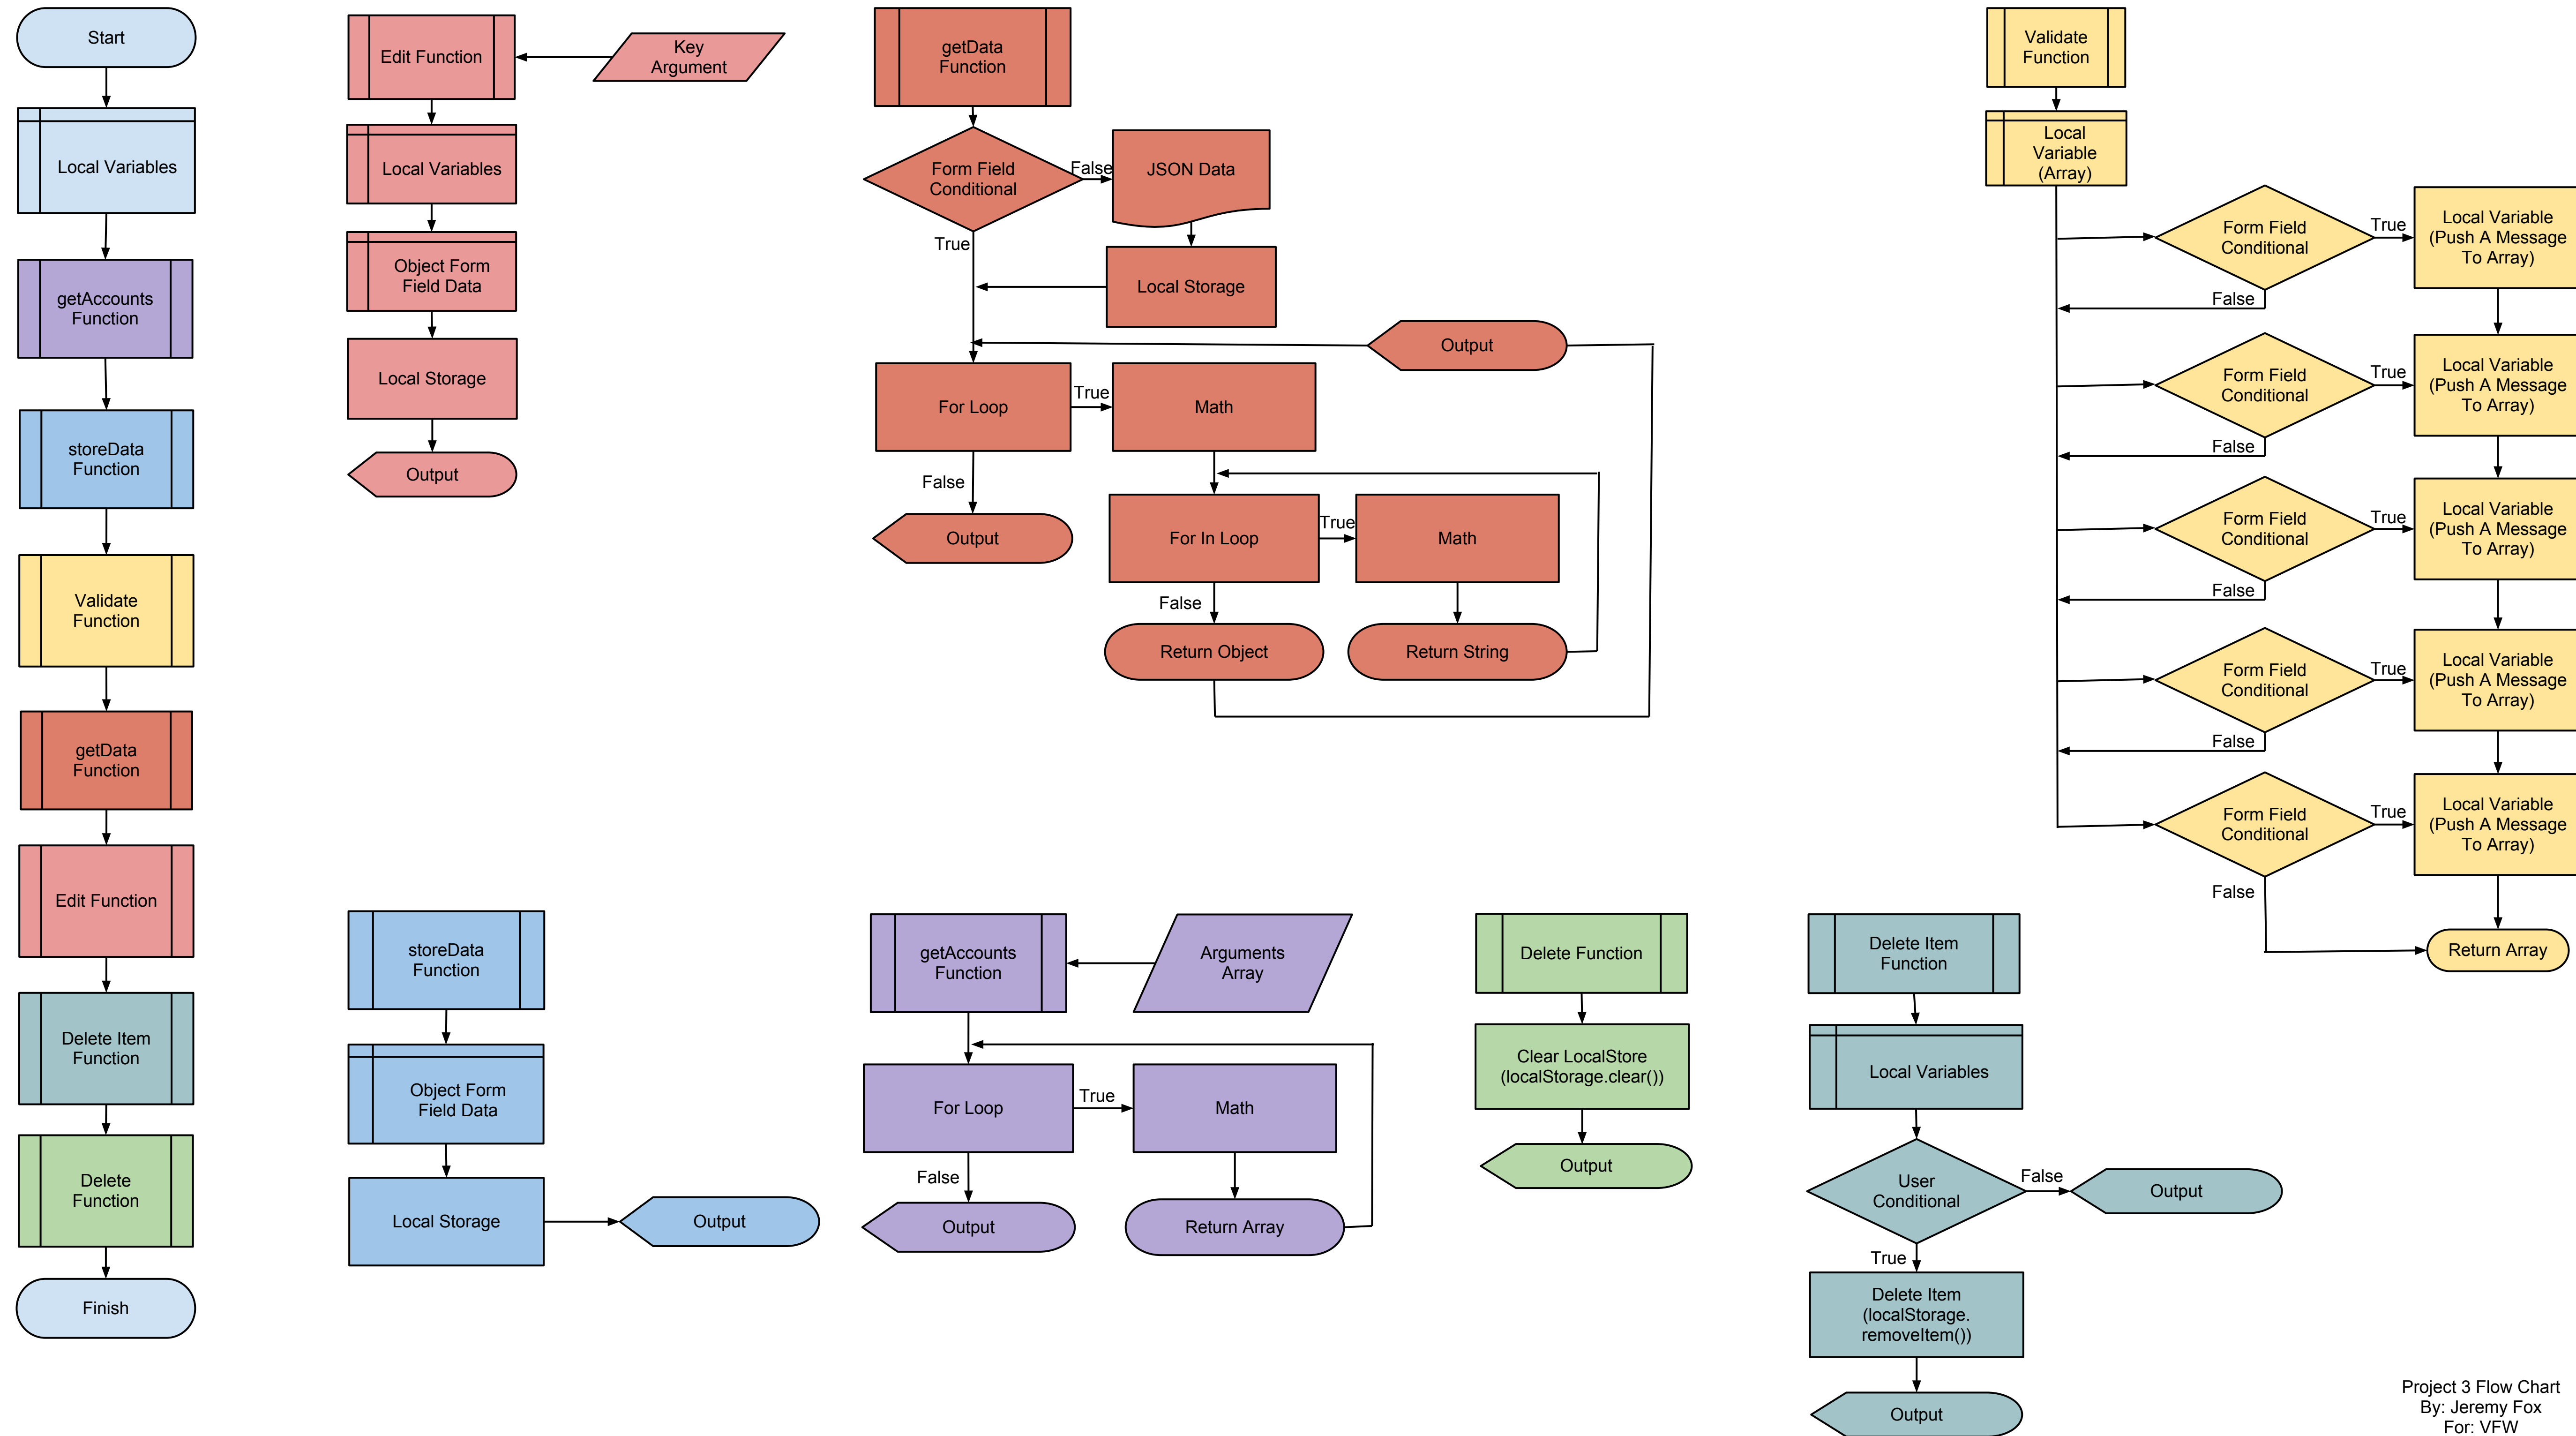 Start
Local Variables
getAccounts
Function
storeData
Function
Validate
Function
getData
Function
Edit Function
Delete Item
Function
Delete
Function
Finish
Edit Function
Key
Argument
Local Variables
Object Form
Field Data
Local Storage
Output
getData
Function
Form Field
Conditional
False
JSON Data
True
Local Storage
Output
For Loop
True
Math
False
Output
For In Loop
True
Math
False
Return Object
Return String
Validate
Function
Local
Variable
(Array)
Form Field
Conditional
True
Local Variable
(Push A Message
To Array)
False
Form Field
Conditional
True
Local Variable
(Push A Message
To Array)
False
Form Field
Conditional
True
Local Variable
(Push A Message
To Array)
False
Form Field
Conditional
True
Local Variable
(Push A Message
To Array)
False
Form Field
Conditional
True
Local Variable
(Push A Message
To Array)
False
Return Array
storeData
Function
Object Form
Field Data
Local Storage
Output
getAccounts
Function
Arguments
Array
For Loop
True
Math
False
Output
Return Array
Delete Function
Clear LocalStore
(localStorage.clear())
Output
Delete Item
Function
Local Variables
User
Conditional
False
Output
True
Delete Item
(localStorage.
removeItem())
Output
Project 3 Flow Chart
By: Jeremy Fox
For: VFW